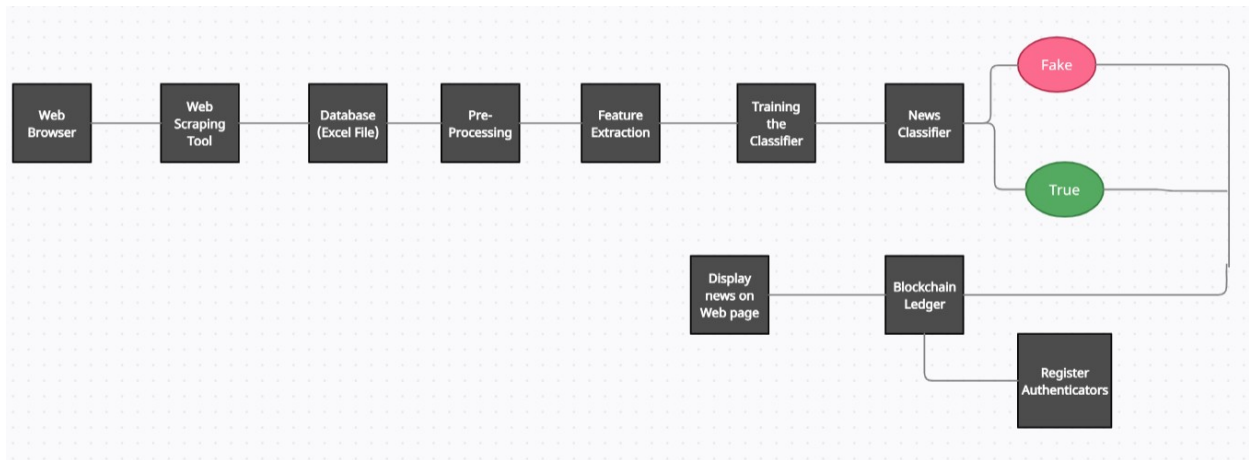 Web
Browser
Web
Scraping
Tool
Database
(Excel File)
Pre-
Processing
Feature
Extraction
Training
the
Classifier
News
Classifier
Fake
True
Display
news on
Web page
Blockchain
Ledger
Register
Authenticators